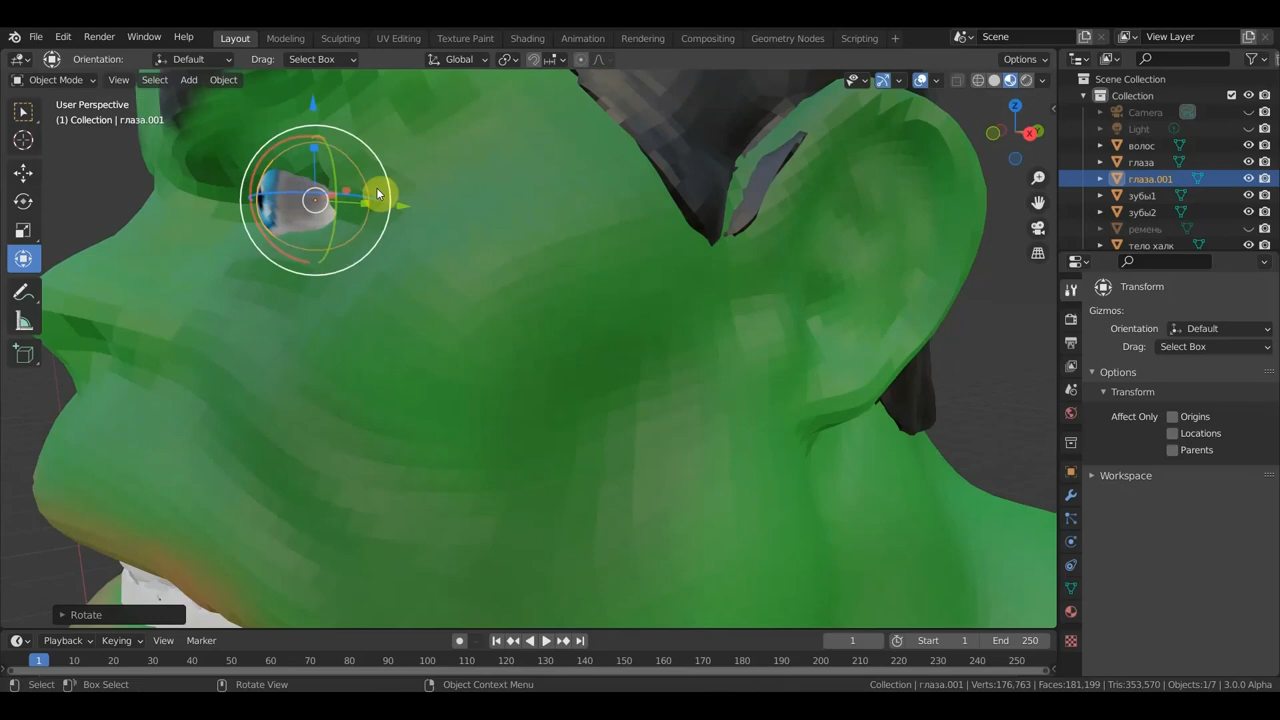 File Edit Render Window Help
Layout Modeling Sculpting UV Editing Texture Paint Shading Animation Rendering Compositing Geometry Nodes Scripting +
Scene View Layer
Orientation: Default Drag: Select Box Global Options
Object Mode View Select Add Object
User Perspective
(1) Collection | глаза.001
Z
X
Y
Scene Collection
Collection
Camera
Light
волос
глаза
глаза.001
зубы1
зубы2
ремень
тело халк
Transform
Gizmos:
Orientation Default
Drag: Select Box
Options
Transform
Affect Only Origins
Locations
Parents
Workspace
Rotate
Playback Keying View Marker 1 Start 1 End 250
1 10 20 30 40 50 60 70 80 90 100 110 120 130 140 150 160 170 180 190 200 210 220 230 240 250
Select Box Select Rotate View Object Context Menu Collection | глаза.001 | Verts:176,763 | Faces:181,199 | Tris:353,570 | Objects:1/7 | 3.0.0 Alpha